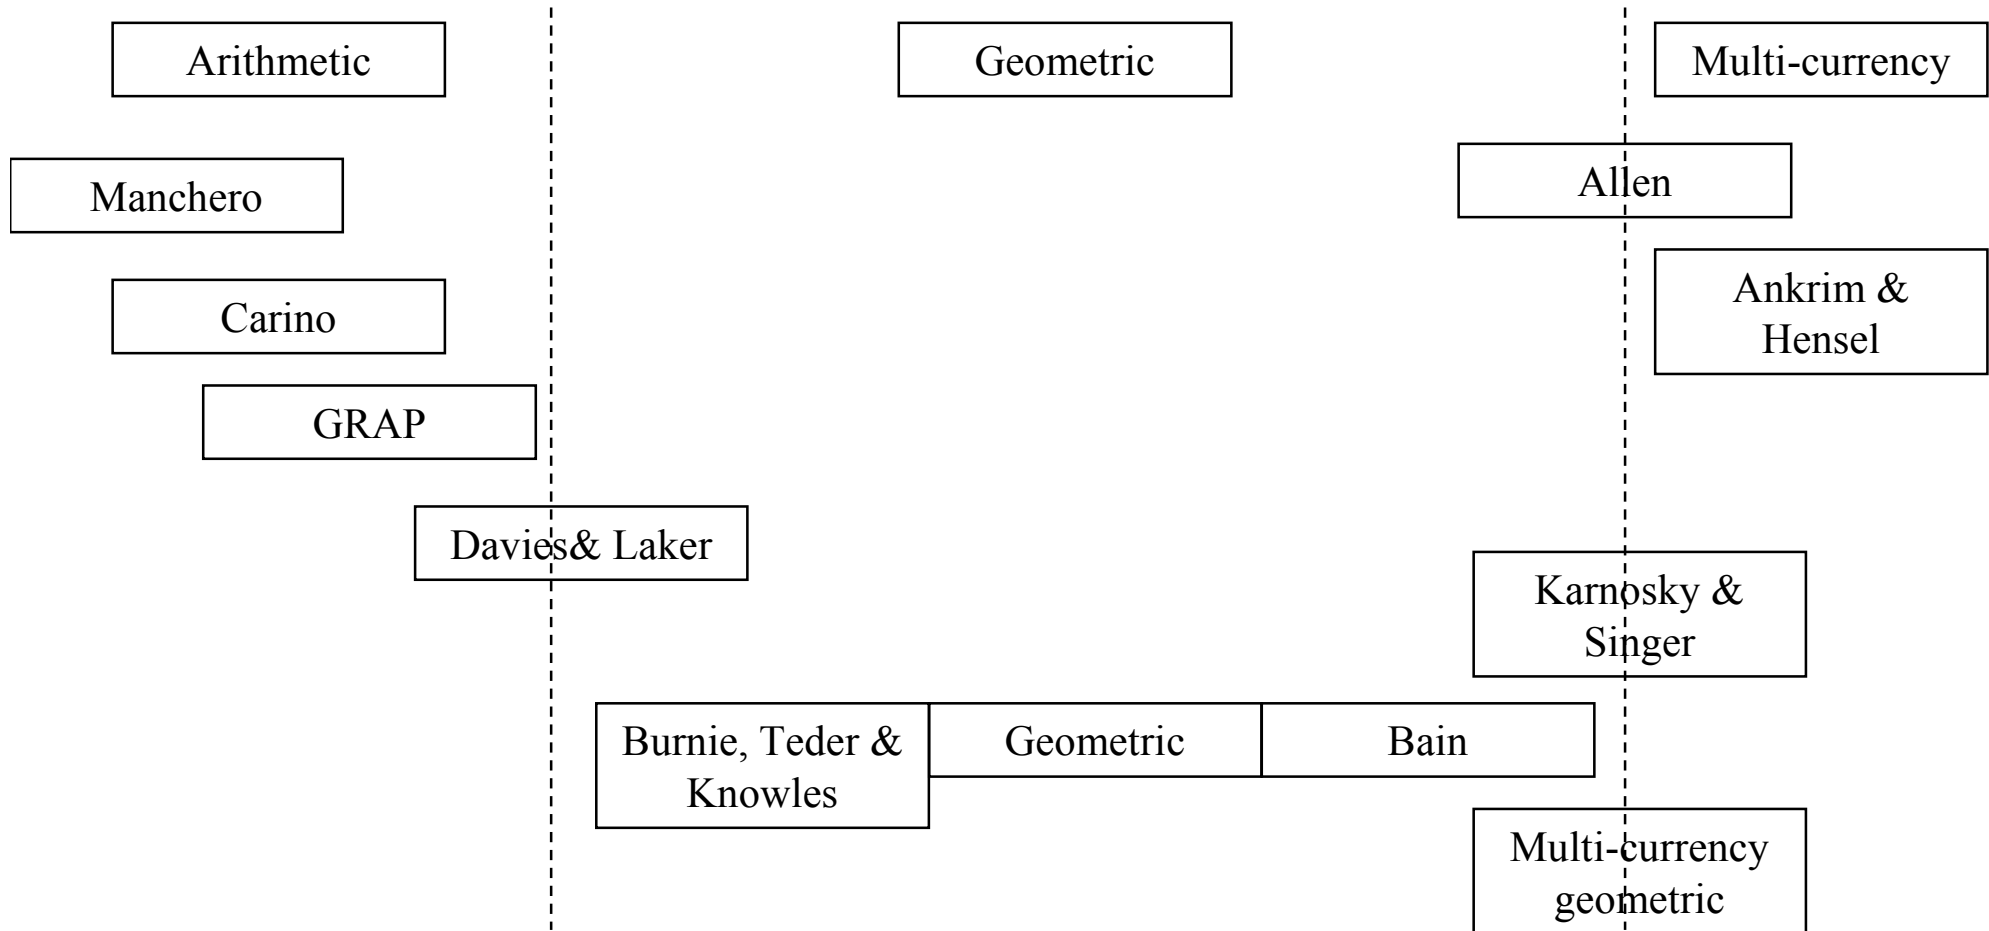 Arithmetic
Geometric
Multi-currency
Manchero
Allen
Carino
Ankrim &
Hensel
GRAP
Davies& Laker
Karnosky &
Singer
Burnie, Teder &
Knowles
Geometric
Bain
Multi-currency
geometric